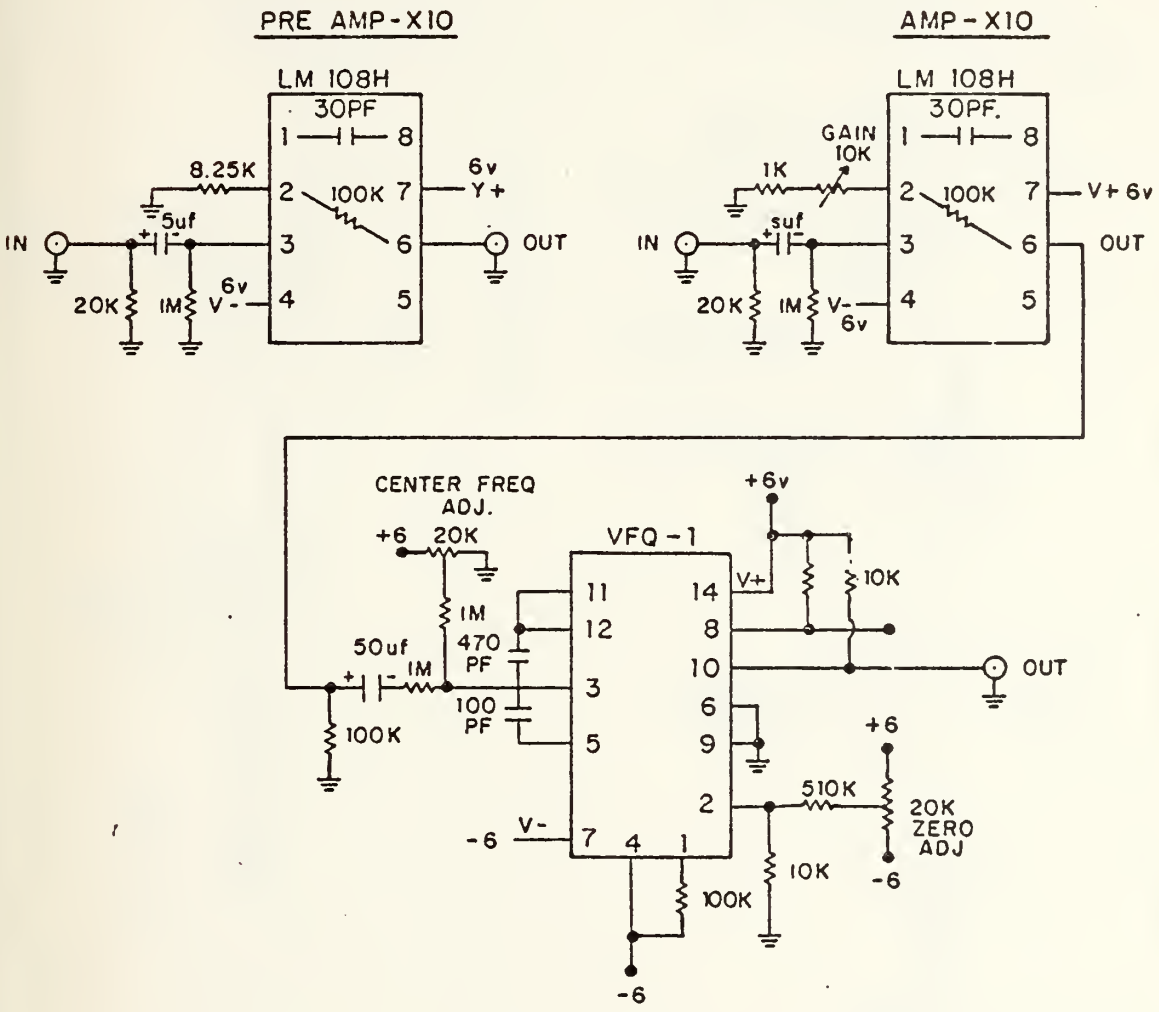 PRE AMP-X10
LM 108H
30PF
1 8
8.25K
2 7
6v
Y+
100K
5uf
+ -
IN
3 6
OUT
20K
1M
6v
V-
4 5
AMP-X10
LM 108H
30PF.
1 8
GAIN
10K
1K
2 7
V+ 6v
100K
suf
+ -
IN
3 6
OUT
20K
1M
V-
6v
4 5
CENTER FREQ
ADJ.
+6 20K
1M
470
PF
50uf
+ -
1M
100
PF
100K
VFQ-1
11
12
3
5
7
4
1
14
8
10
6
9
2
+6v
V+
10K
OUT
+6
510K
20K
ZERO
ADJ
-6
10K
-6 V-
100K
-6